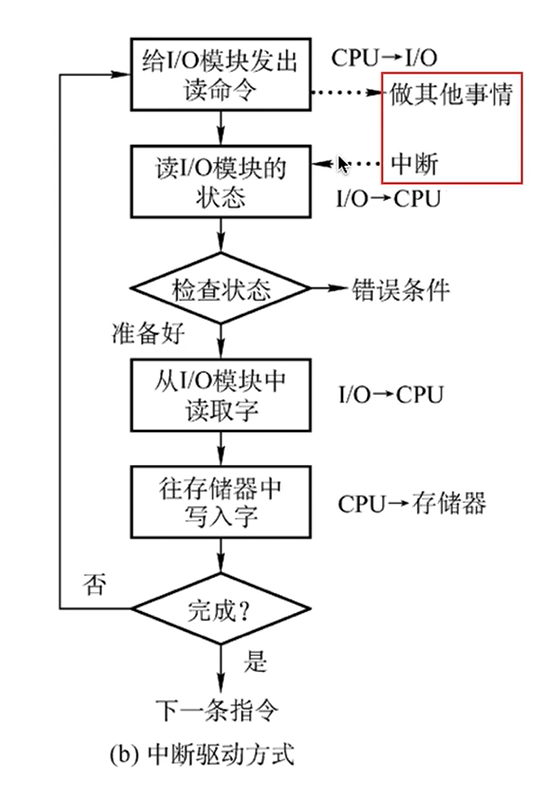 给I/O模块发出
读命令
CPU→I/O
做其他事情
中断
读I/O模块的
状态
I/O→CPU
检查状态
错误条件
准备好
从I/O模块中
读取字
I/O→CPU
往存储器中
写入字
CPU→存储器
否
完成?
是
下一条指令
(b) 中断驱动方式